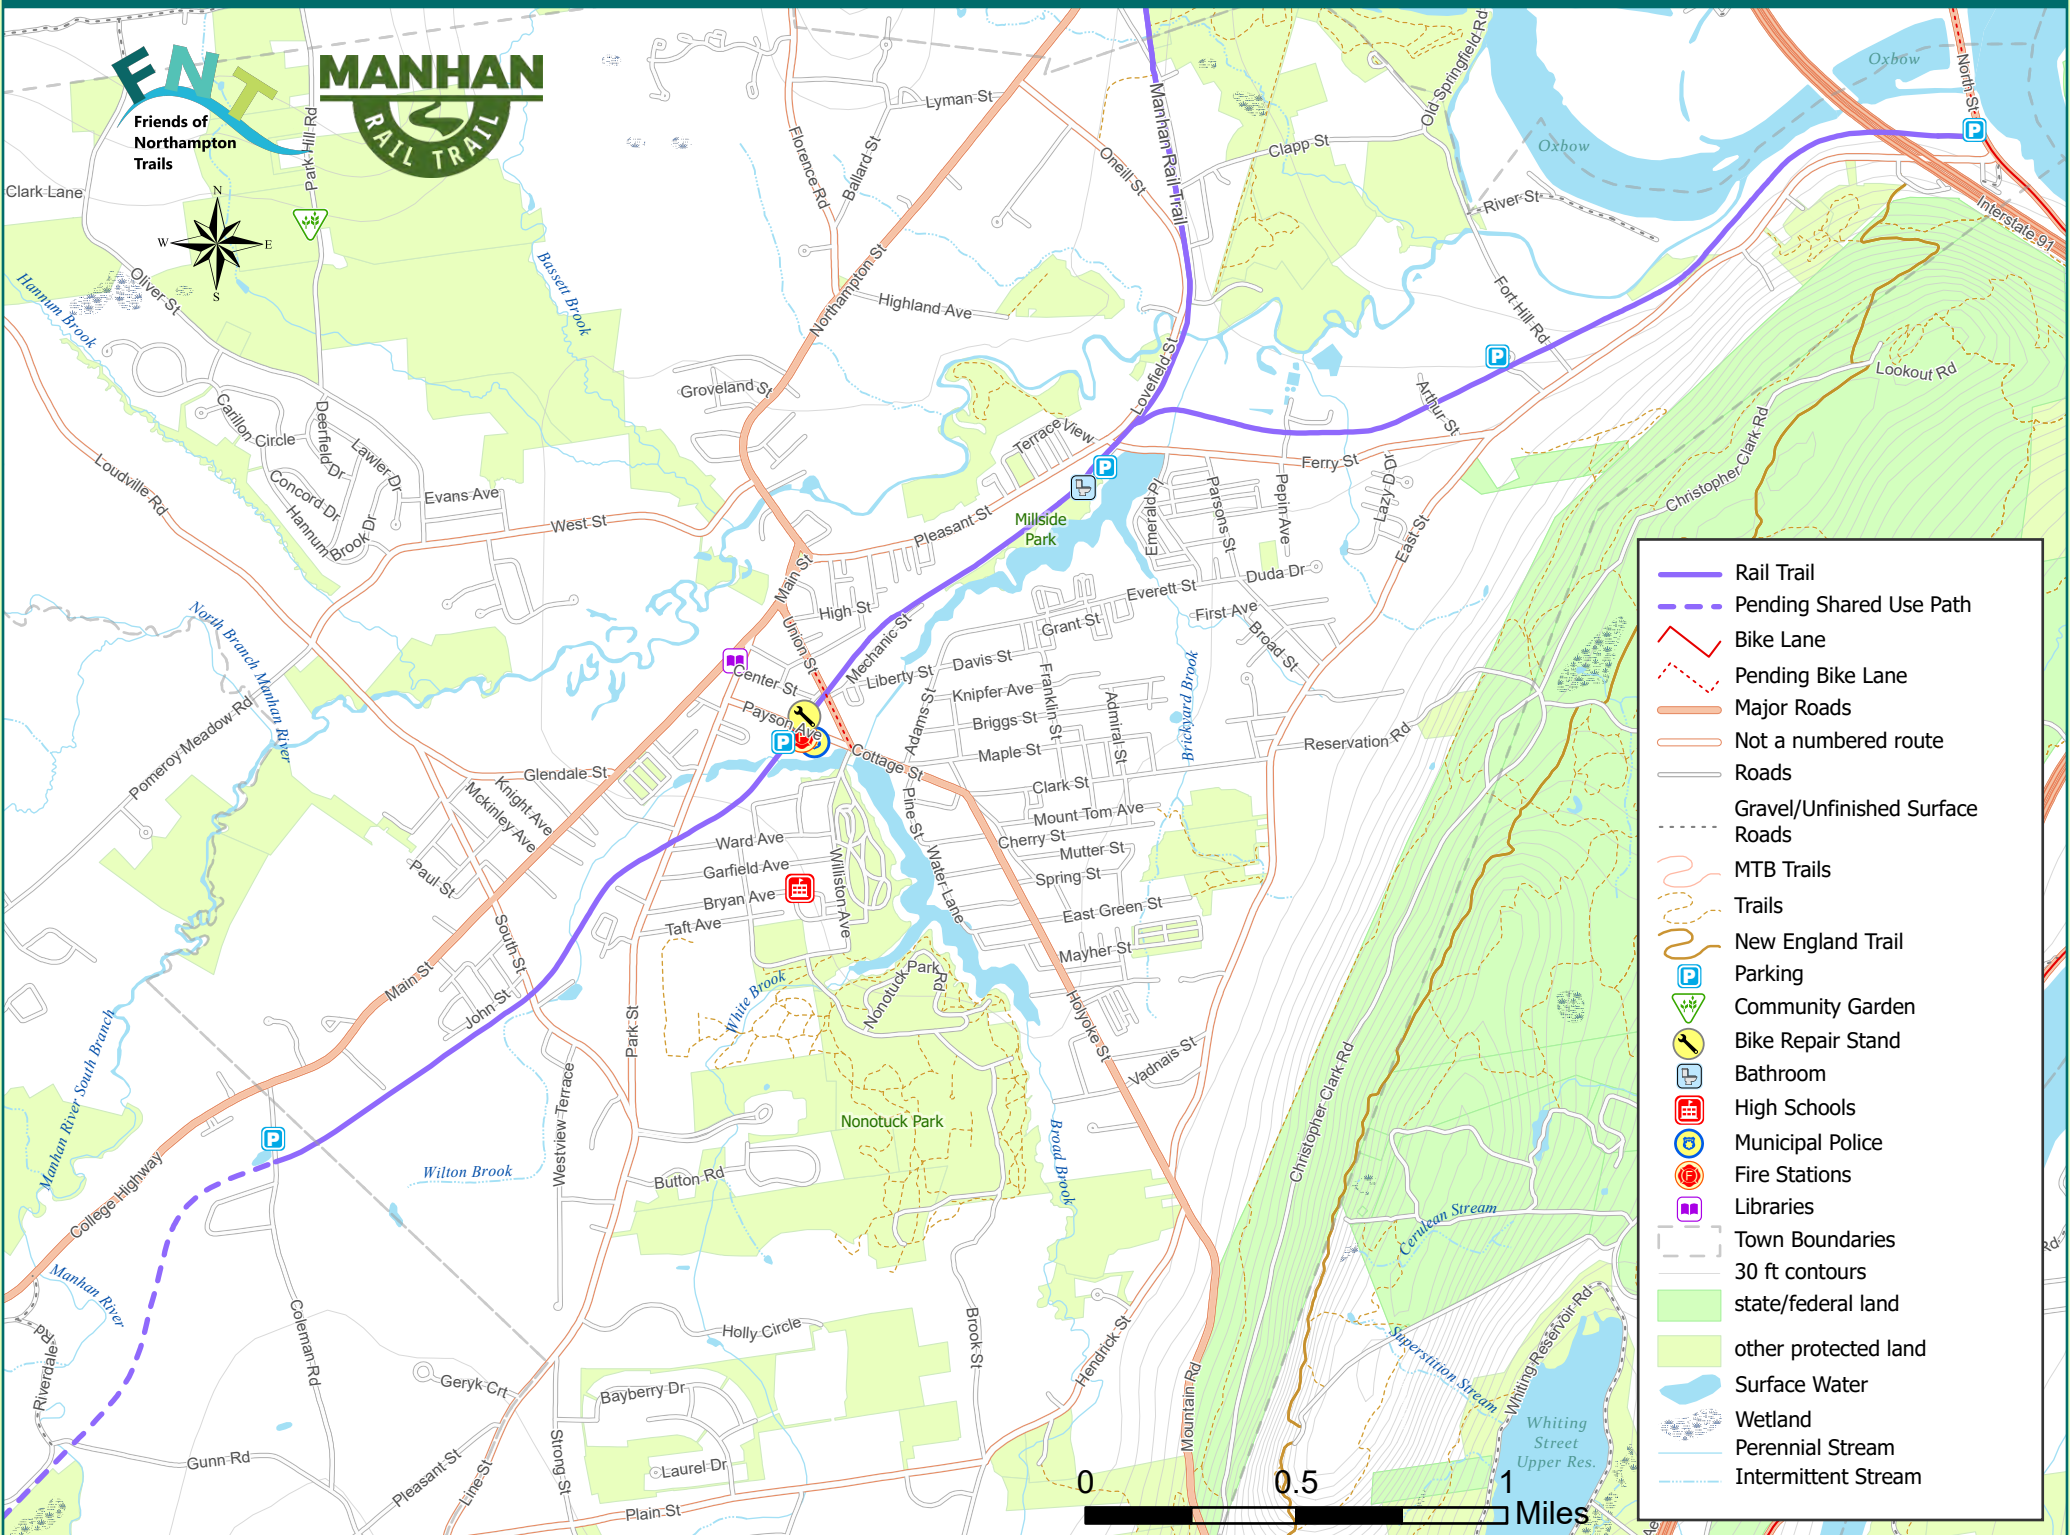 FNT
Friends of
Northampton
Trails
MANHAN
RAIL TRAIL
N
W
E
S
Clark Lane
Park Hill Rd
Oliver St
Hannum Brook
Bassett Brook
Florence Rd
Ballard St
Lyman St
Oneill St
Manhan Rail Trail
Clapp St
Old Springfield Rd
Oxbow
Oxbow
North St
Interstate 91
River St
Fort Hill Rd
Northampton St
Highland Ave
Lovefield St
Lookout Rd
Arthur St
Christopher Clark Rd
Groveland St
Terrace View
Ferry St
Lazy Dr
East St
Carillon
Circle
Deerfield Dr
Lawler Dr
Concord Dr
Hannum
Brook Dr
Evans Ave
West St
Loudville Rd
Pleasant St
Millside
Park
Emerald Pl
Parsons St
Pepin Ave
Duda Dr
Everett St
First Ave
Broad St
Grant St
Main St
High St
Union St
Mechanic St
Center St
Liberty St
Davis St
Knipfer Ave
Briggs St
Maple St
Franklin St
Admiral St
Adams St
Brickyard Brook
Reservation Rd
Payson Ave
Cottage St
Clark St
Mount Tom Ave
Cherry St
Mutter St
Spring St
East Green St
Mayher St
Pine St
Water Lane
North Branch Manhan River
Pomeroy Meadow Rd
Glendale St
Knight Ave
Mckinley Ave
Paul St
Ward Ave
Garfield Ave
Bryan Ave
Taft Ave
Williston Ave
South St
Main St
John St
Park St
White Brook
Nonotuck Park
Rd
Holyoke St
Vadnais St
Manhan River South Branch
Westview Terrace
Wilton Brook
Nonotuck Park
Broad Brook
Button Rd
College Highway
Manhan River
Riverdale
Rd
Coleman Rd
Geryk Crt
Gunn Rd
Pleasant St
Line St
Strong St
Holly Circle
Bayberry Dr
Laurel Dr
Plain St
Brook St
Hendrick St
Mountain Rd
Christopher Clark Rd
Cerulean Stream
Superstition Stream
Whiting Reservoir Rd
Whiting
Street
Upper Res.
Rd
0
0.5
1
Miles
Rail Trail
Pending Shared Use Path
Bike Lane
Pending Bike Lane
Major Roads
Not a numbered route
Roads
Gravel/Unfinished Surface
Roads
MTB Trails
Trails
New England Trail
P Parking
Community Garden
Bike Repair Stand
Bathroom
High Schools
Municipal Police
F Fire Stations
Libraries
Town Boundaries
30 ft contours
state/federal land
other protected land
Surface Water
Wetland
Perennial Stream
Intermittent Stream
P
P
P
P
P